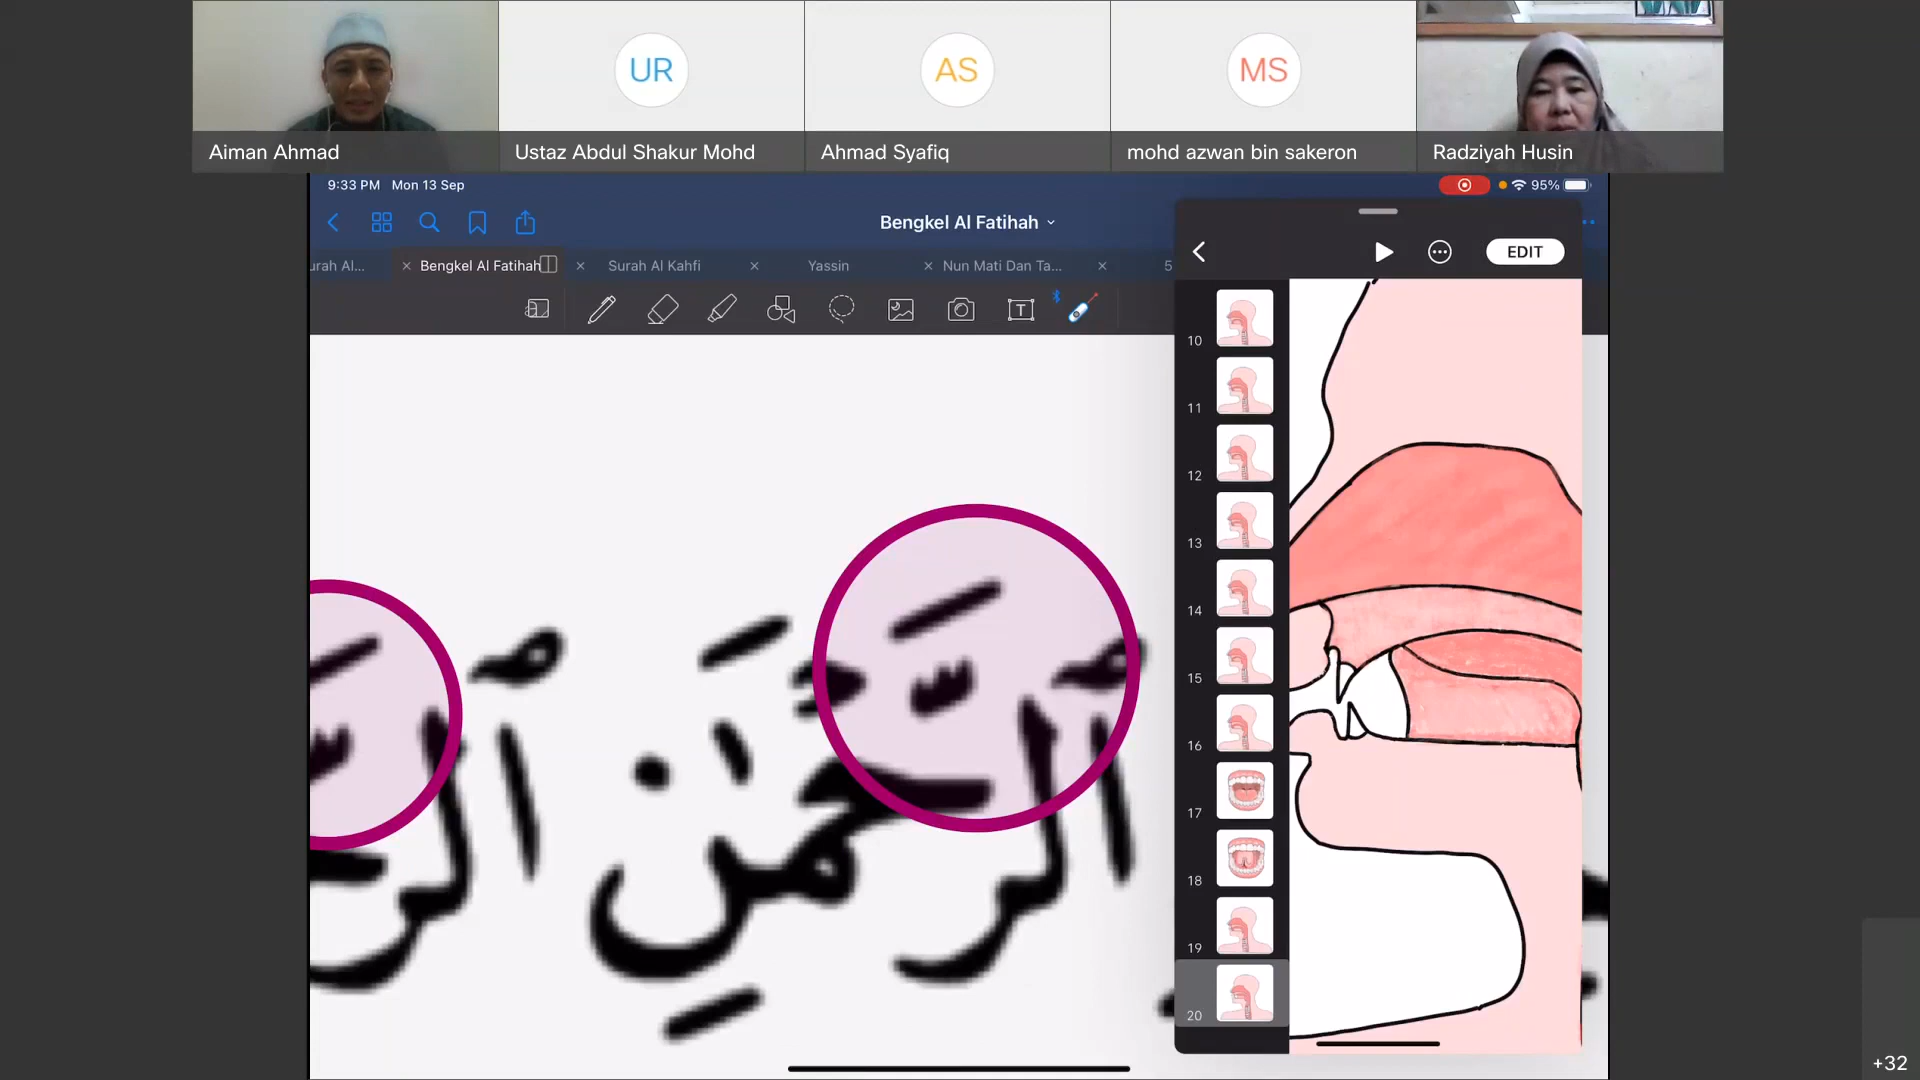 UR
AS
MS
Aiman Ahmad
Ustaz Abdul Shakur Mohd
Ahmad Syafiq
mohd azwan bin sakeron
Radziyah Husin
9:33 PM Mon 13 Sep
95%
Bengkel Al Fatihah
EDIT
urah Al...
Bengkel Al Fatihah
Surah Al Kahfi
Yassin
Nun Mati Dan Ta...
5
T
ٱلرَّحْمَٰنِ ٱلر
10
11
12
13
14
15
16
17
18
19
20
+32